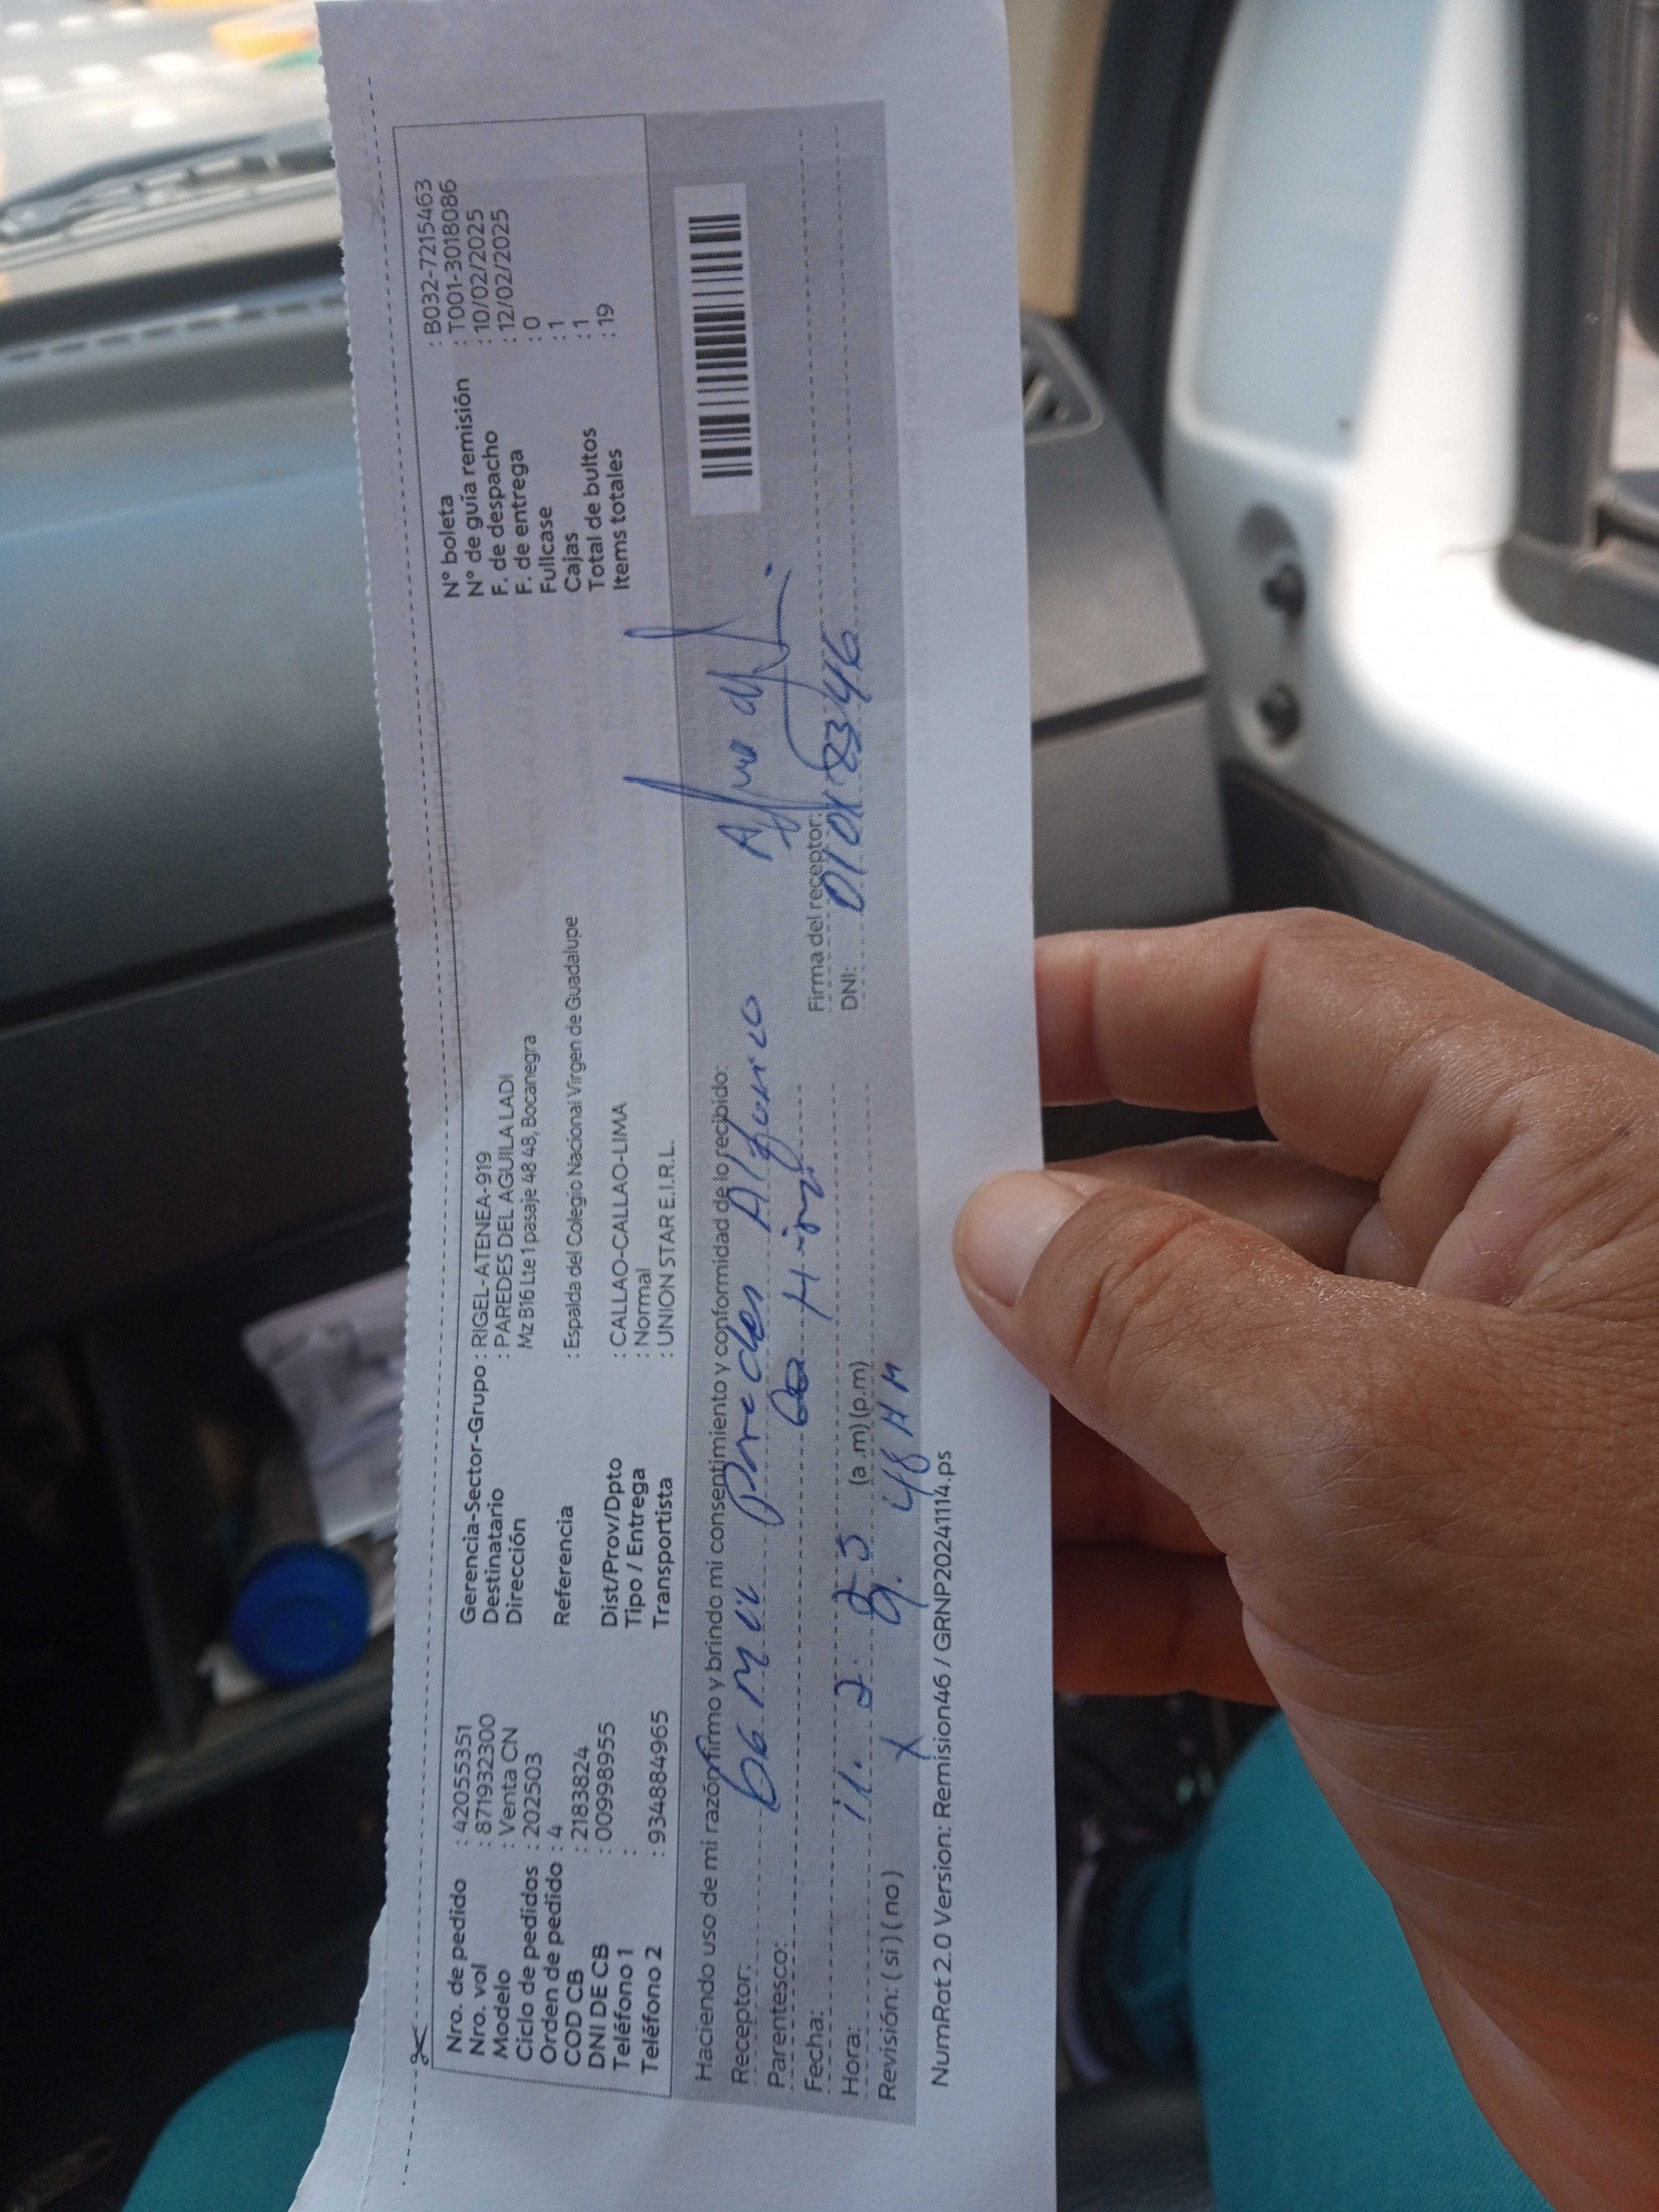 Nro. de pedido : 42055351
Nro. vol : 871932300
Modelo : Venta CN
Ciclo de pedidos : 202503
Orden de pedido : 4
COD CB : 2183824
DNI DE CB : 00998955
Teléfono 1 :
Teléfono 2 : 934884965
Gerencia-Sector-Grupo : RIGEL-ATENEA-919
Destinatario : PAREDES DEL AGUILA LADI
Dirección Mz B16 Lte 1 pasaje 48 48, Bocanegra
Referencia : Espalda del Colegio Nacional Virgen de Guadalupe
Dist/Prov/Dpto : CALLAO-CALLAO-LIMA
Tipo / Entrega : Normal
Transportista : UNION STAR E.I.R.L.
N° boleta : B032-7215463
N° de guía remisión : T001-3018086
F. de despacho : 10/02/2025
F. de entrega : 12/02/2025
Fullcase : 0
Cajas : 1
Total de bultos : 1
Items totales : 19
Haciendo uso de mi razón firmo y brindo mi consentimiento y conformidad de lo recibido:
Receptor: Paredes
Parentesco:
Fecha: 11. 2.
Hora: (a.m) (p.m)
Revisión: ( si ) ( no ) X 48 AM
Firma del receptor:
DNI:
NumRot 2.0 Version: Remision46 / GRNP20241114.ps